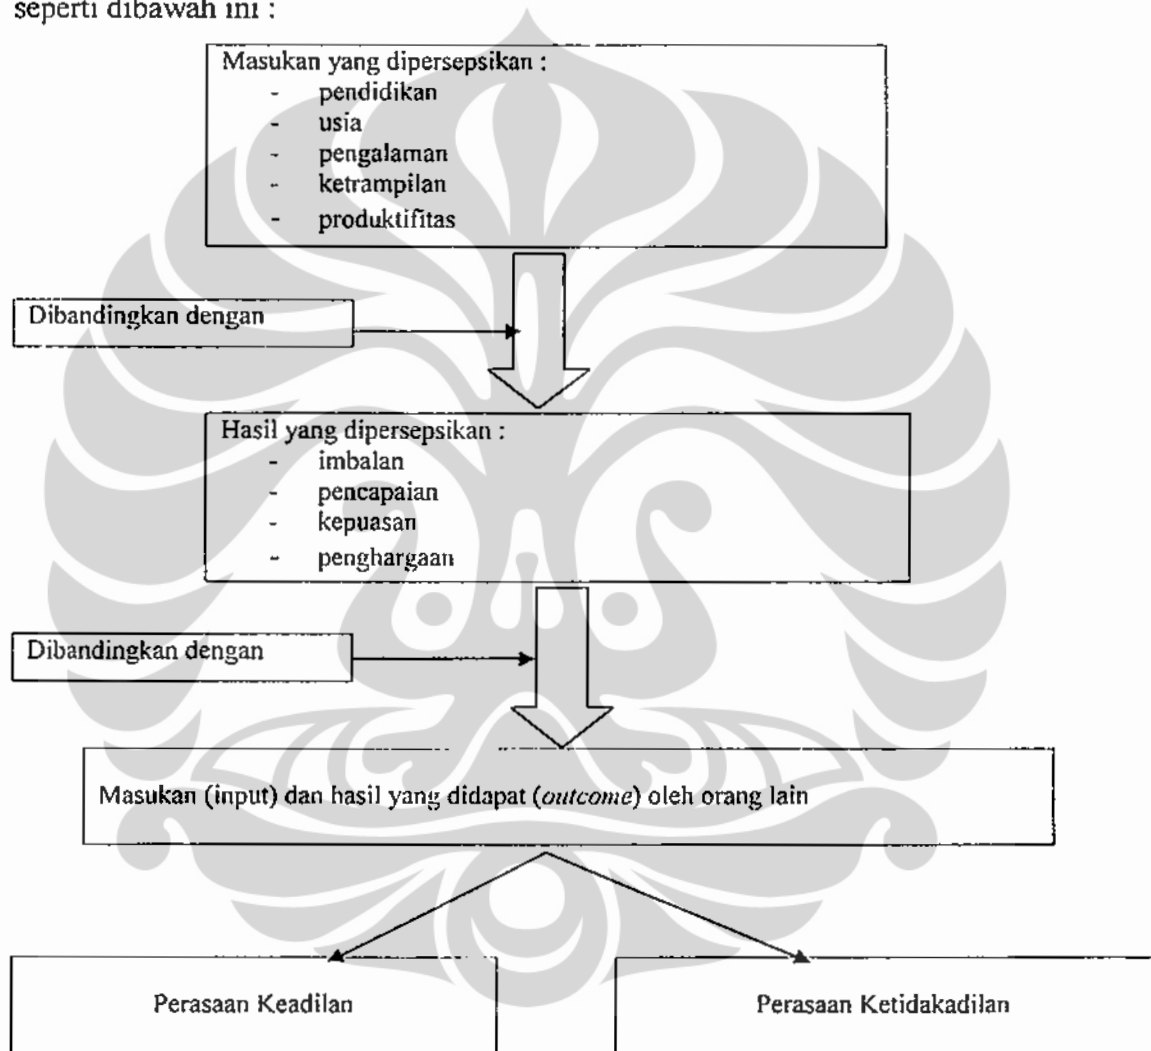 seperti dibawah ini :
Masukan yang dipersepsikan :
- pendidikan
- usia
- pengalaman
- ketrampilan
- produktifitas
Dibandingkan dengan
Hasil yang dipersepsikan :
- imbalan
- pencapaian
- kepuasan
- penghargaan
Dibandingkan dengan
Masukan (input) dan hasil yang didapat (outcome) oleh orang lain
Perasaan Keadilan
Perasaan Ketidakadilan